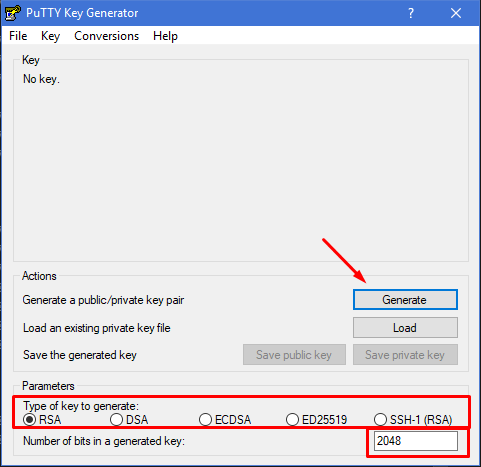 PuTTY Key Generator
File Key Conversions Help
Key
No key.
Actions
Generate a public/private key pair
Generate
Load an existing private key file
Load
Save the generated key
Save public key
Save private key
Parameters
Type of key to generate:
RSA DSA ECDSA ED25519 SSH-1 (RSA)
Number of bits in a generated key:
2048